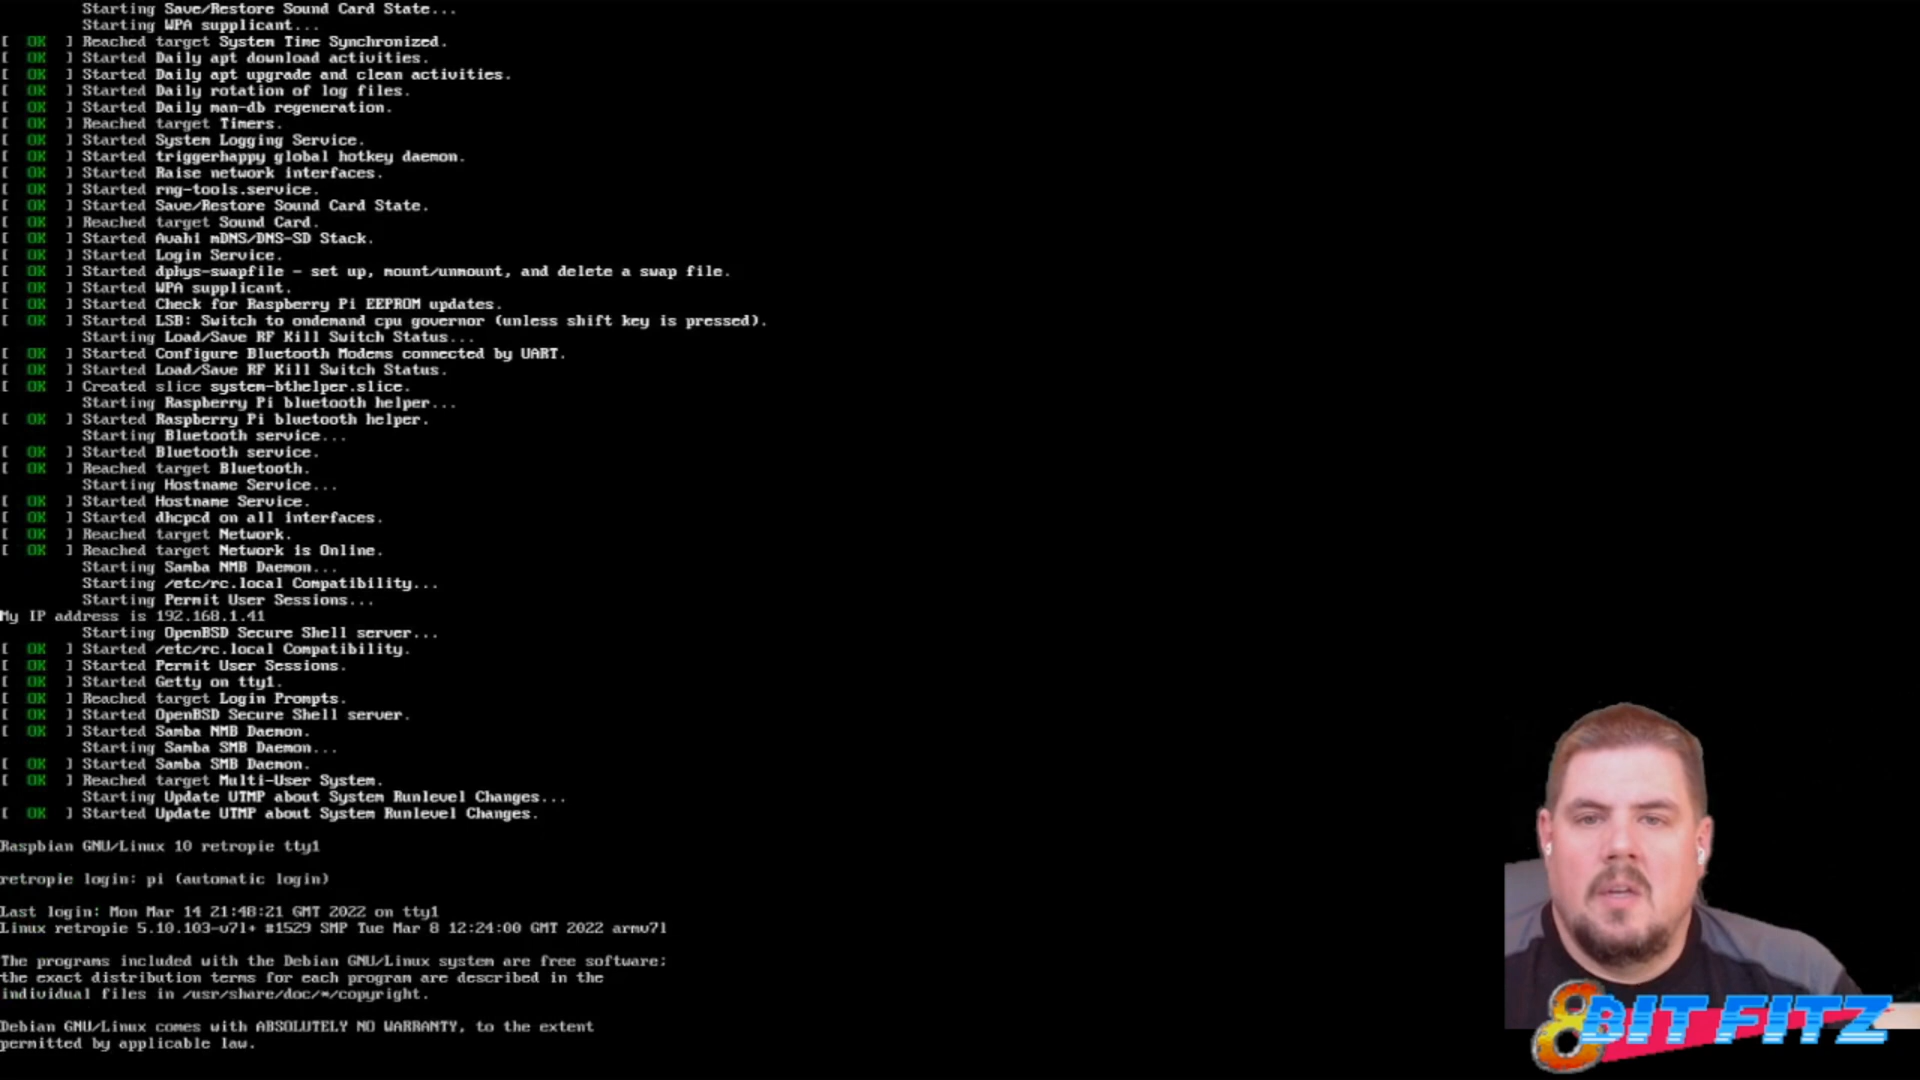 Starting Save/Restore Sound Card State...
Starting WPA supplicant...
[ OK ] Reached target System Time Synchronized.
[ OK ] Started Daily apt download activities.
[ OK ] Started Daily apt upgrade and clean activities.
[ OK ] Started Daily rotation of log files.
[ OK ] Started Daily man-db regeneration.
[ OK ] Reached target Timers.
[ OK ] Started System Logging Service.
[ OK ] Started triggerhappy global hotkey daemon.
[ OK ] Started Raise network interfaces.
[ OK ] Started rng-tools.service.
[ OK ] Started Save/Restore Sound Card State.
[ OK ] Reached target Sound Card.
[ OK ] Started Avahi mDNS/DNS-SD Stack.
[ OK ] Started Login Service.
[ OK ] Started dphys-swapfile - set up, mount/unmount, and delete a swap file.
[ OK ] Started WPA supplicant.
[ OK ] Started Check for Raspberry Pi EEPROM updates.
[ OK ] Started LSB: Switch to ondemand cpu governor (unless shift key is pressed).
Starting Load/Save RF Kill Switch Status...
[ OK ] Started Configure Bluetooth Modems connected by UART.
[ OK ] Started Load/Save RF Kill Switch Status.
[ OK ] Created slice system-bthelper.slice.
Starting Raspberry Pi bluetooth helper...
[ OK ] Started Raspberry Pi bluetooth helper.
Starting Bluetooth service...
[ OK ] Started Bluetooth service.
[ OK ] Reached target Bluetooth.
Starting Hostname Service...
[ OK ] Started Hostname Service.
[ OK ] Started dhcpcd on all interfaces.
[ OK ] Reached target Network.
[ OK ] Reached target Network is Online.
Starting Samba NMB Daemon...
Starting /etc/rc.local Compatibility...
Starting Permit User Sessions...
My IP address is 192.168.1.41
Starting OpenBSD Secure Shell server...
[ OK ] Started /etc/rc.local Compatibility.
[ OK ] Started Permit User Sessions.
[ OK ] Started Getty on tty1.
[ OK ] Reached target Login Prompts.
[ OK ] Started OpenBSD Secure Shell server.
[ OK ] Started Samba NMB Daemon.
Starting Samba SMB Daemon...
[ OK ] Started Samba SMB Daemon.
[ OK ] Reached target Multi-User System.
Starting Update UTMP about System Runlevel Changes...
[ OK ] Started Update UTMP about System Runlevel Changes.
Raspbian GNU/Linux 10 retropie tty1
retropie login: pi (automatic login)
Last login: Mon Mar 14 21:48:21 GMT 2022 on tty1
Linux retropie 5.10.103-v7l+ #1529 SMP Tue Mar 8 12:24:00 GMT 2022 armv7l
The programs included with the Debian GNU/Linux system are free software;
the exact distribution terms for each program are described in the
individual files in /usr/share/doc/*/copyright.
Debian GNU/Linux comes with ABSOLUTELY NO WARRANTY, to the extent
permitted by applicable law.
8BIT FITZ